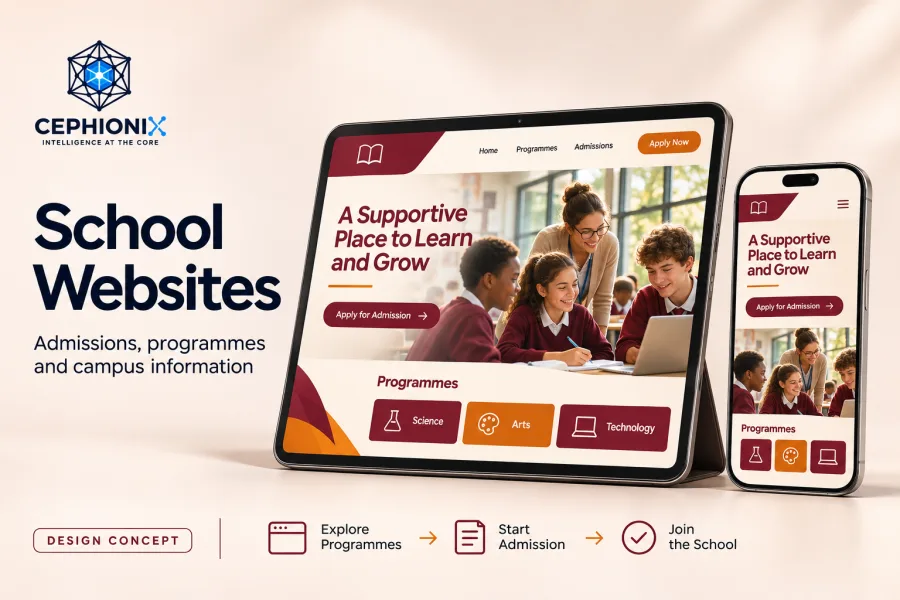 CEPHIONIX
INTELLIGENCE AT THE CORE
School
Websites
Admissions, programmes
and campus information
Home
Programmes
Admissions
Apply Now
A Supportive
Place to Learn
and Grow
Apply for Admission →
Programmes
Science
Arts
Technology
A Supportive
Place to Learn
and Grow
Apply for Admission →
Programmes
DESIGN CONCEPT
Explore
Programmes
→
Start
Admission
→
Join
the School